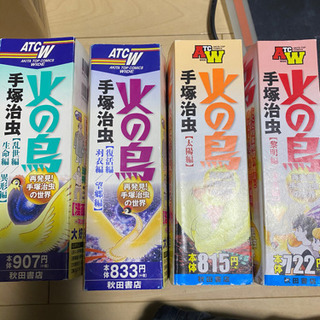 ATCW
AKITA TOP COMICS
WIDE
火の鳥
手塚治虫
【乱世編
生命編
異形編】
再発見!手塚治虫
の世界
本体907円
秋田書店
ATCW
AKITA TOP COMICS
WIDE
火の鳥
手塚治虫
【復活編
羽衣編
望郷編】
再発見!手塚治虫
の世界
本体833円
秋田書店
ATC
W
火の鳥
手塚治虫
【太陽編】
本体815円
秋田書店
ATC
W
火の鳥
手塚治虫
【黎明編】
本体722円